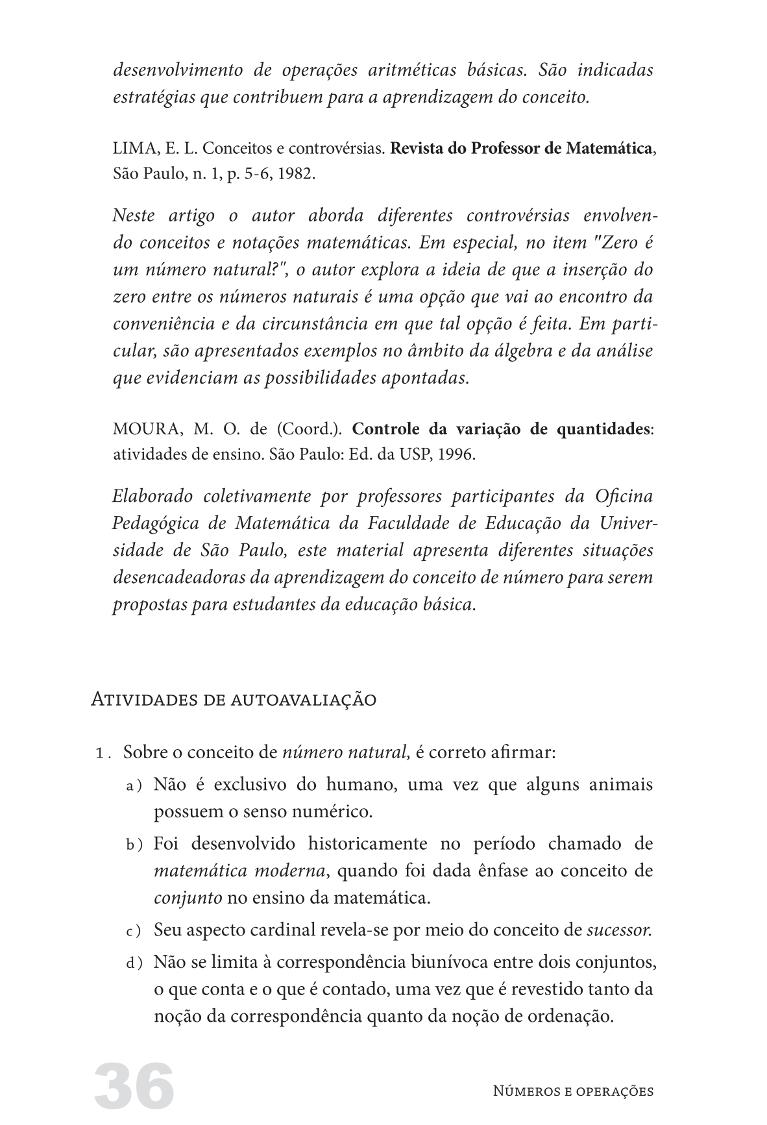 desenvolvimento de operações aritméticas básicas. São indicadas
estratégias que contribuem para a aprendizagem do conceito.
LIMA, E. L. Conceitos e controvérsias. Revista do Professor de Matemática,
São Paulo, n. 1, p. 5-6, 1982.
Neste artigo o autor aborda diferentes controvérsias envolven-
do conceitos e notações matemáticas. Em especial, no item "Zero é
um número natural?", o autor explora a ideia de que a inserção do
zero entre os números naturais é uma opção que vai ao encontro da
conveniência e da circunstância em que tal opção é feita. Em parti-
cular, são apresentados exemplos no âmbito da álgebra e da análise
que evidenciam as possibilidades apontadas.
MOURA, M. O. de (Coord.). Controle da variação de quantidades:
atividades de ensino. São Paulo: Ed. da USP, 1996.
Elaborado coletivamente por professores participantes da Oficina
Pedagógica de Matemática da Faculdade de Educação da Univer-
sidade de São Paulo, este material apresenta diferentes situações
desencadeadoras da aprendizagem do conceito de número para serem
propostas para estudantes da educação básica.
Atividades de autoavaliação
1. Sobre o conceito de número natural, é correto afirmar:
a) Não é exclusivo do humano, uma vez que alguns animais
possuem o senso numérico.
b) Foi desenvolvido historicamente no período chamado de
matemática moderna, quando foi dada ênfase ao conceito de
conjunto no ensino da matemática.
c) Seu aspecto cardinal revela-se por meio do conceito de sucessor.
d) Não se limita à correspondência biunívoca entre dois conjuntos,
o que conta e o que é contado, uma vez que é revestido tanto da
noção da correspondência quanto da noção de ordenação.
36
Números e operações